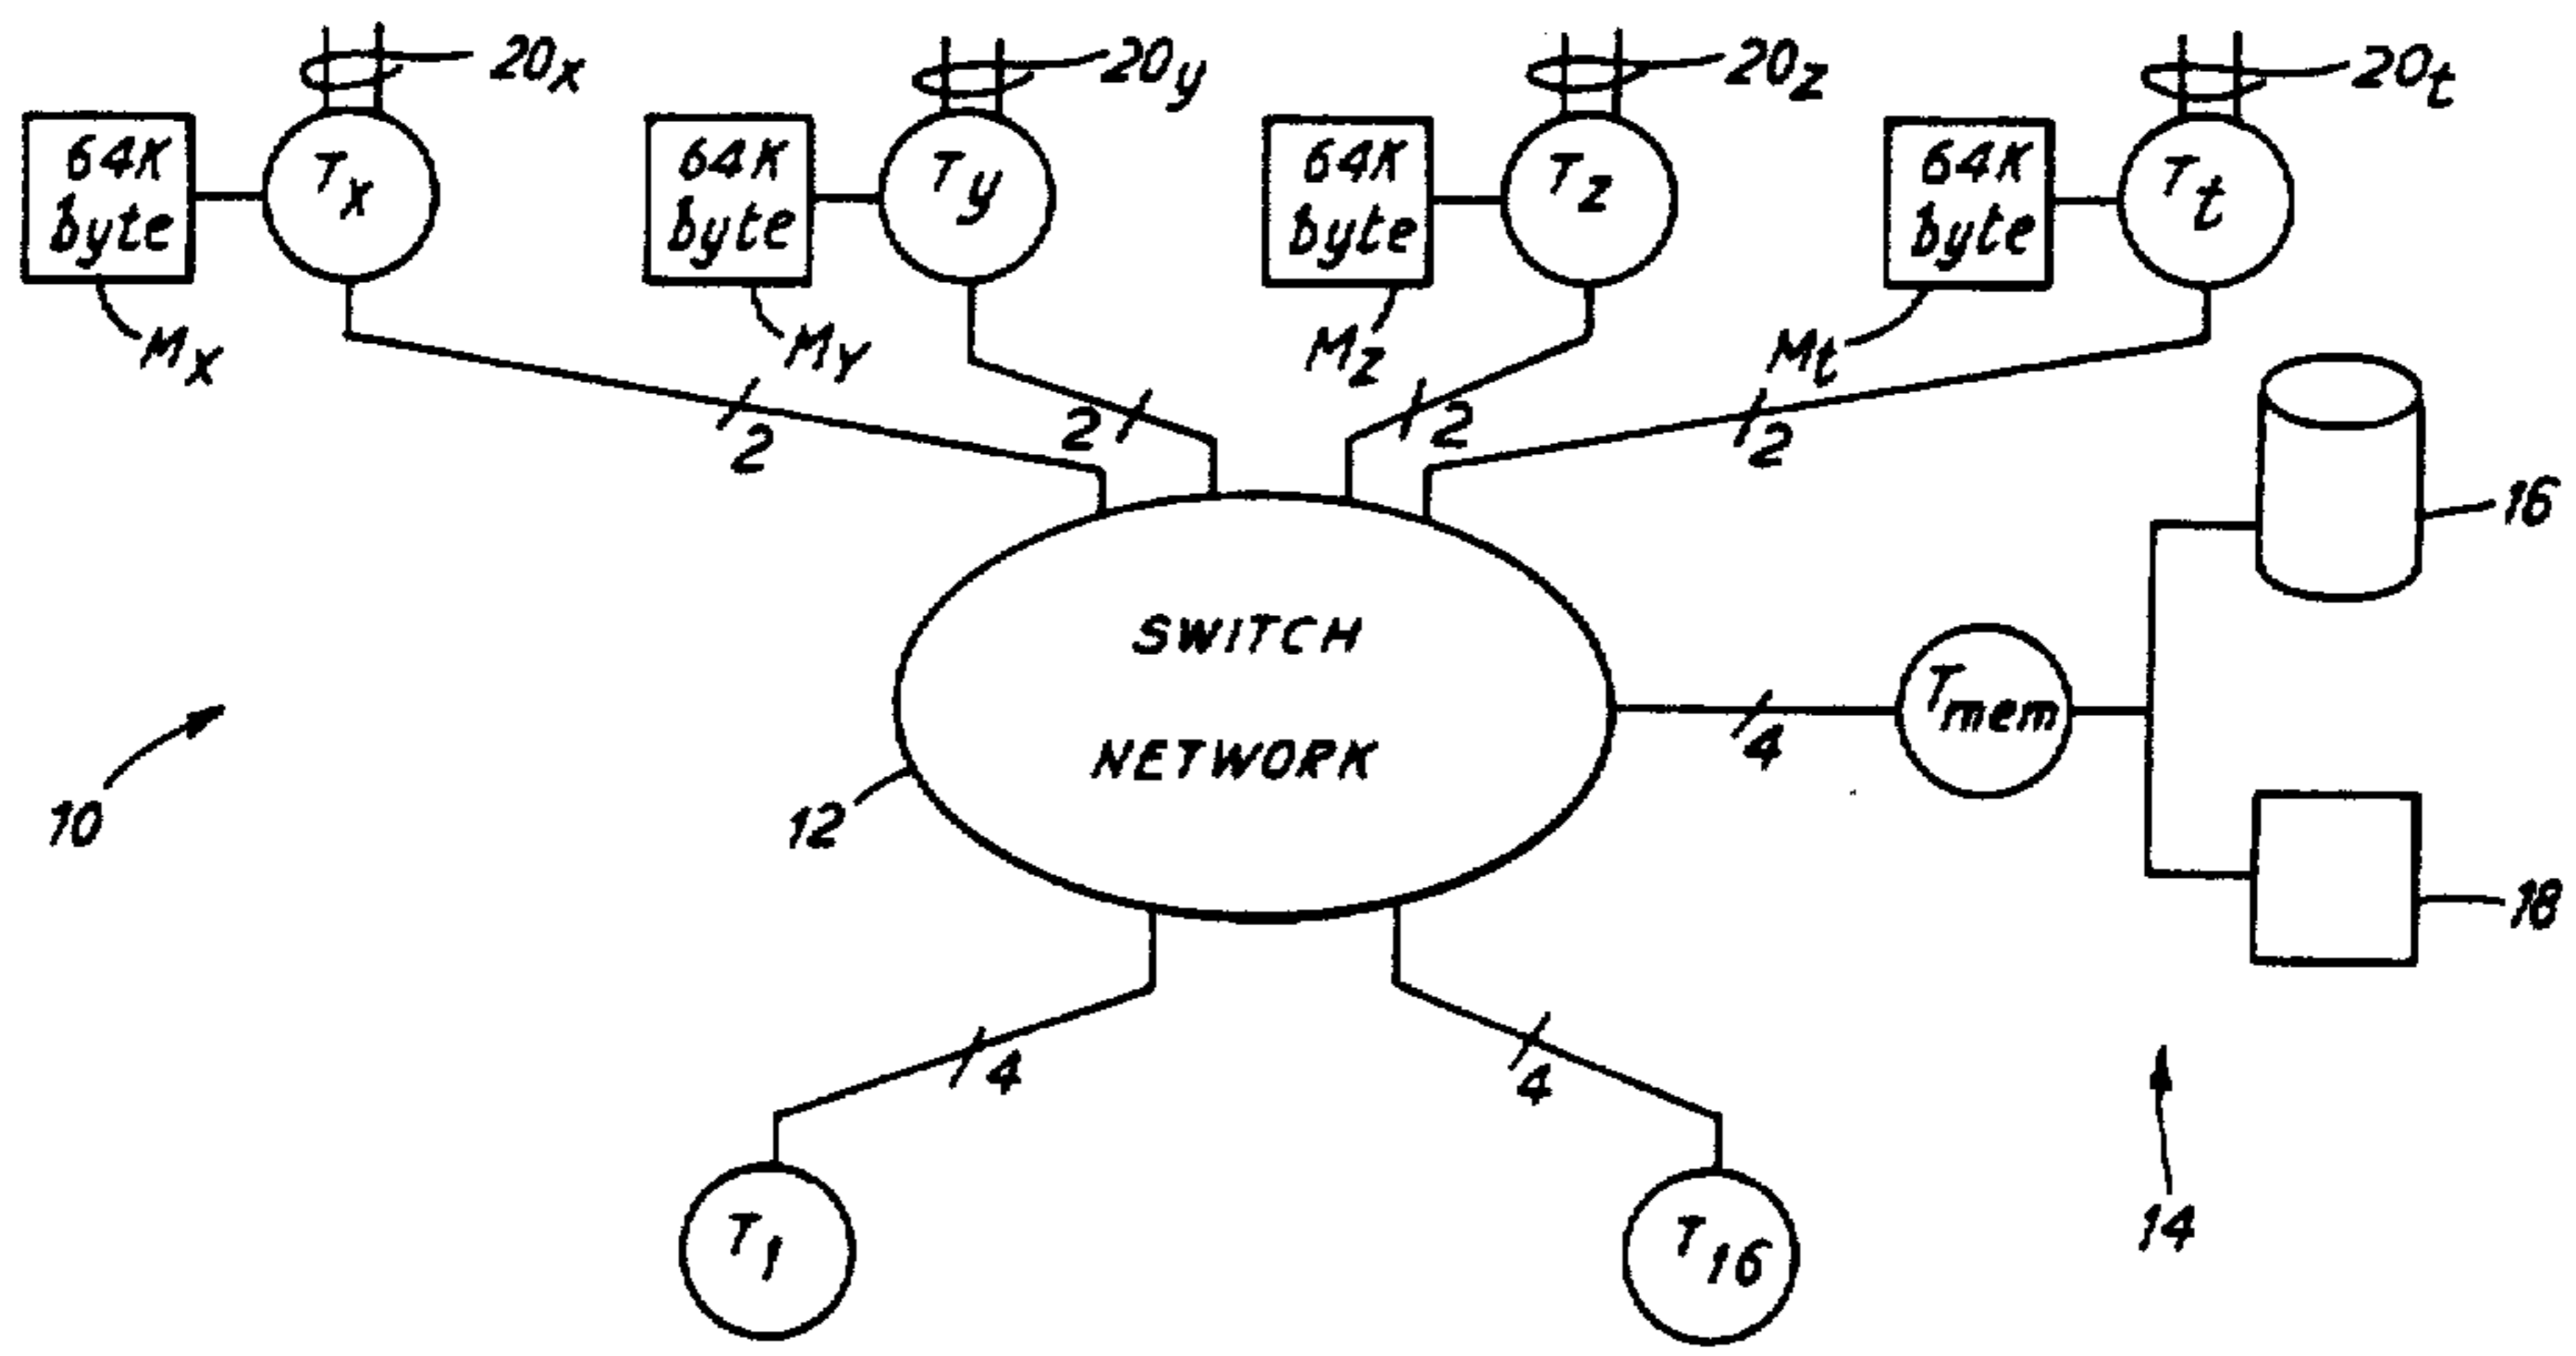 20x 20y 20z 20t
64K byte Tx 64K byte Ty 64K byte Tz 64K byte Tt
Mx MY Mz Mt
2 2 2 2
16
SWITCH
NETWORK
4
Tmem
10
12
18
4 4
14
T1 T16